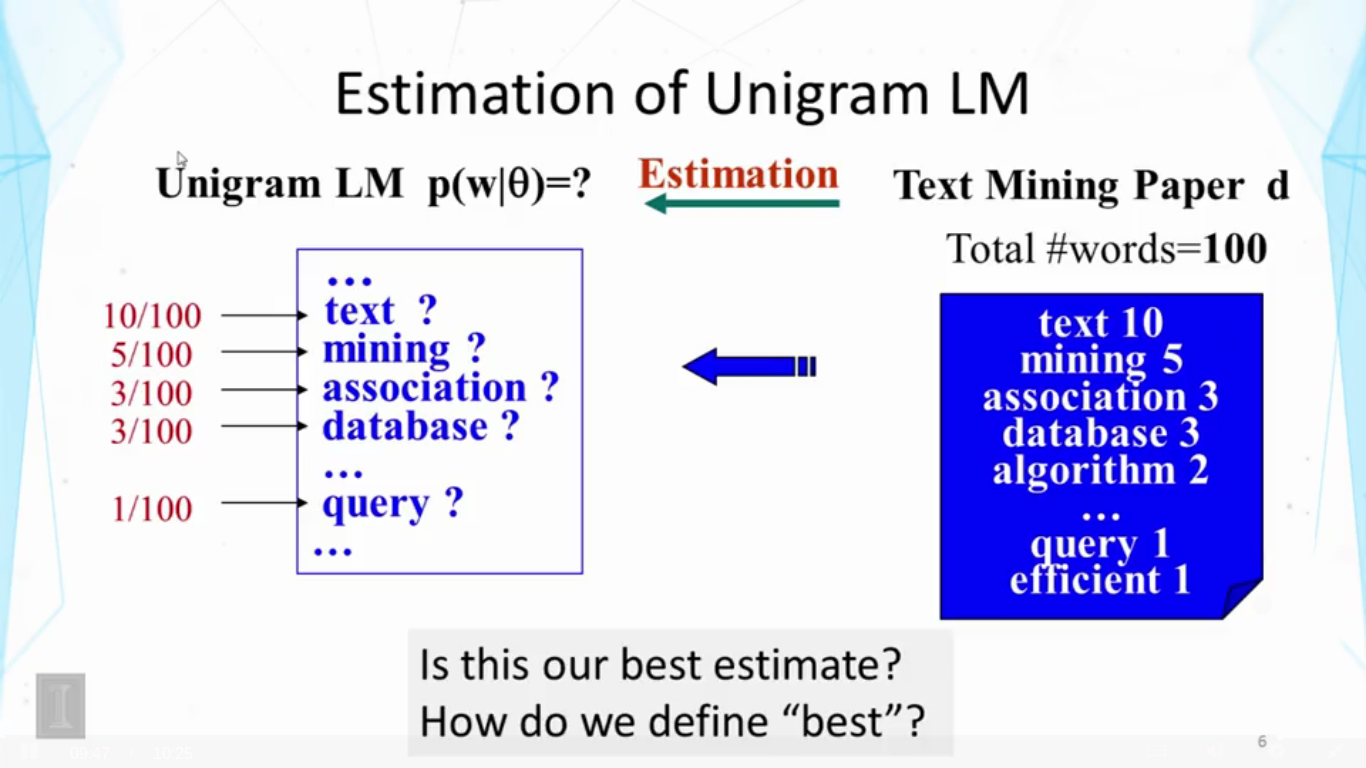 Estimation of Unigram LM
Unigram LM p(w|θ)=?
Estimation
Text Mining Paper d
Total #words=100
...
10/100 text ?
5/100 mining ?
3/100 association ?
3/100 database ?
...
1/100 query ?
...
text 10
mining 5
association 3
database 3
algorithm 2
...
query 1
efficient 1
Is this our best estimate?
How do we define “best”?
I
6